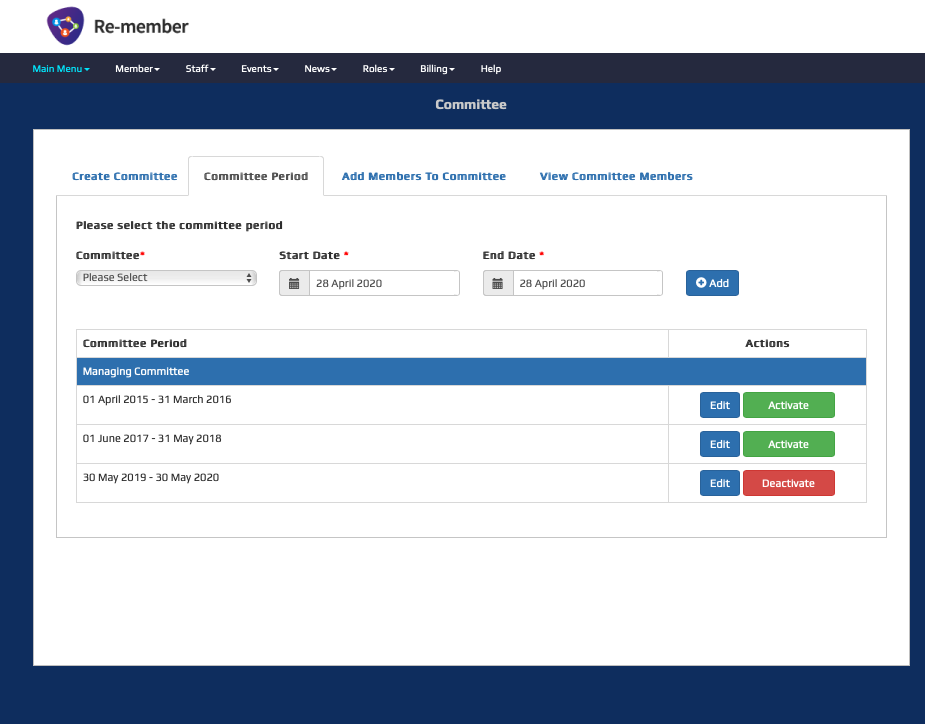 Re-member
Main Menu Member Staff Events News Roles Billing Help
Committee
Create Committee Committee Period Add Members To Committee View Committee Members
Please select the committee period
Committee* Start Date * End Date *
Please Select 28 April 2020 28 April 2020 Add
Committee Period Actions
Managing Committee
01 April 2015 - 31 March 2016 Edit Activate
01 June 2017 - 31 May 2018 Edit Activate
30 May 2019 - 30 May 2020 Edit Deactivate